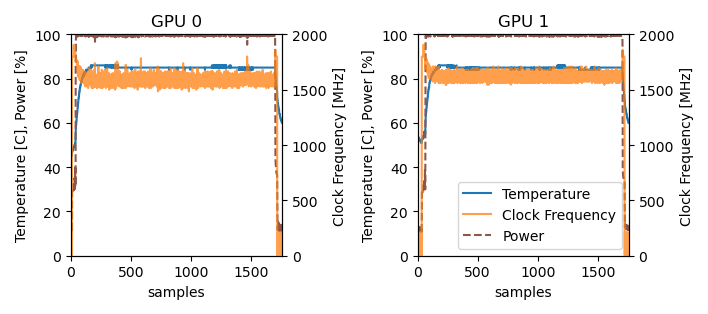 GPU 0
GPU 1
100
80
60
40
20
0
Temperature [C], Power [%]
2000
1500
1000
500
0
Clock Frequency [MHz]
0
500
1000
1500
samples
100
80
60
40
20
0
Temperature [C], Power [%]
2000
1500
1000
500
0
Clock Frequency [MHz]
Temperature
Clock Frequency
Power
0
500
1000
1500
samples